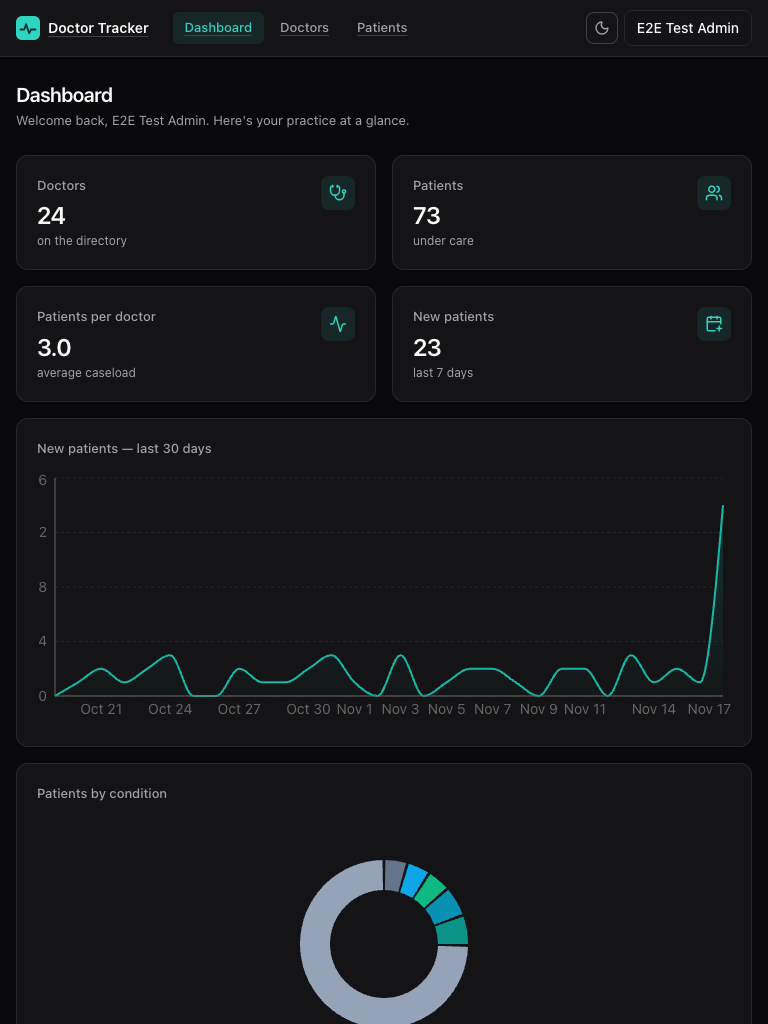 Doctor Tracker Dashboard Doctors Patients E2E Test Admin
Dashboard
Welcome back, E2E Test Admin. Here's your practice at a glance.
Doctors
24
on the directory
Patients
73
under care
Patients per doctor
3.0
average caseload
New patients
23
last 7 days
New patients — last 30 days
6
2
8
4
0
Oct 21 Oct 24 Oct 27 Oct 30 Nov 1 Nov 3 Nov 5 Nov 7 Nov 9 Nov 11 Nov 14 Nov 17
Patients by condition